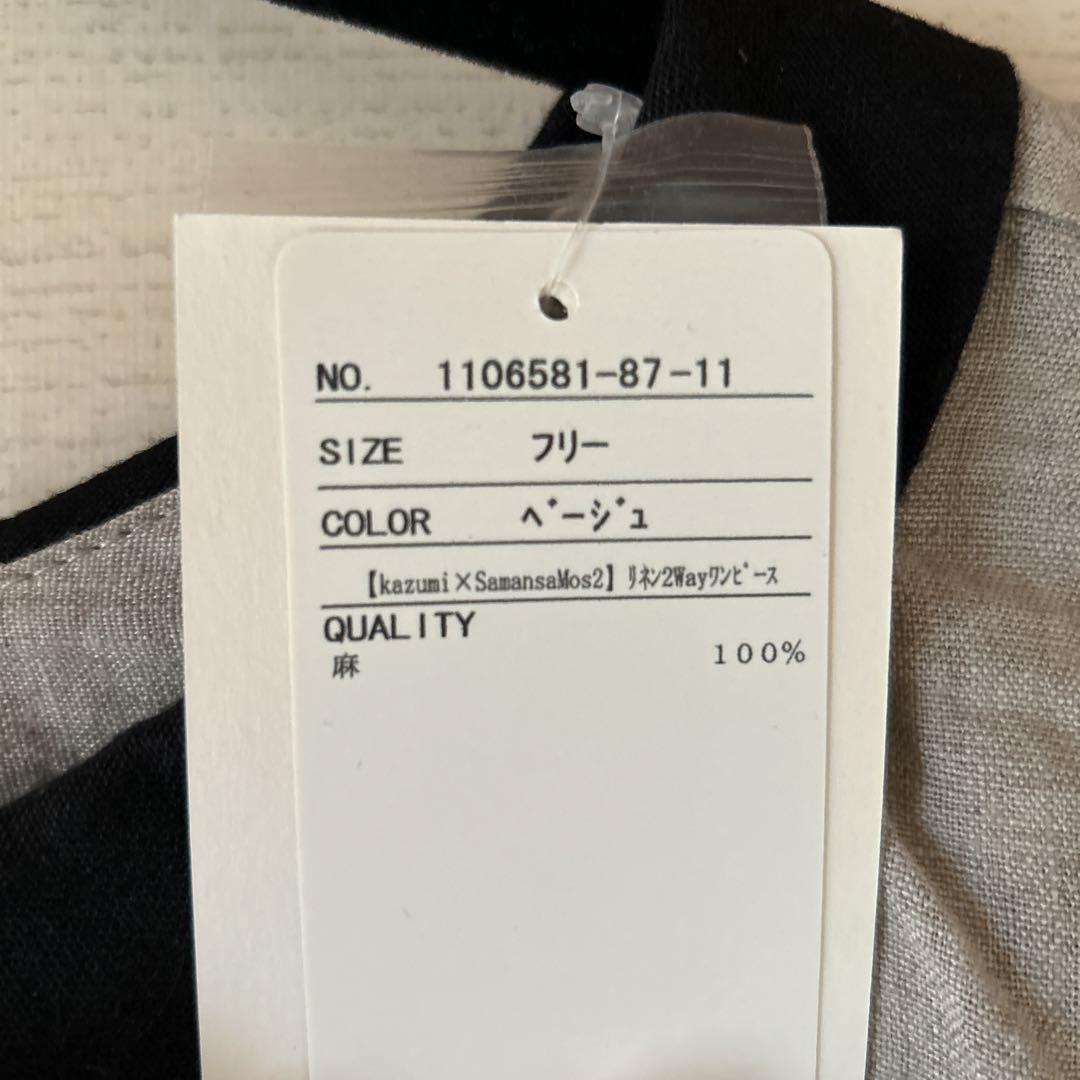 NO. 1106581-87-11
SIZE フリー
COLOR ﾍﾞｰｼﾞｭ
【kazumi×SamansaMos2】ﾘﾈﾝ2Wayﾜﾝﾋﾟｰｽ
QUALITY
麻 100%